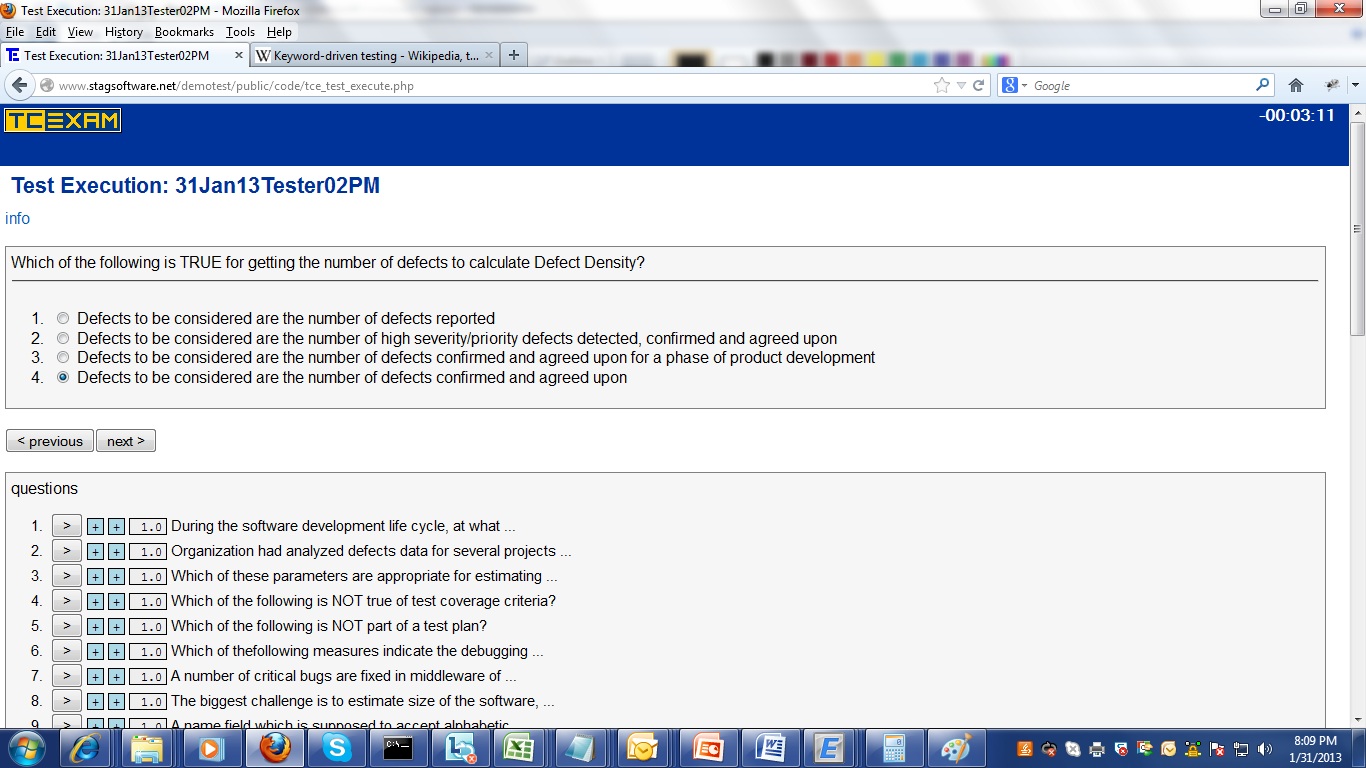 Test Execution: 31Jan13Tester02PM - Mozilla Firefox
File Edit View History Bookmarks Tools Help
Test Execution: 31Jan13Tester02PM × W Keyword-driven testing - Wikipedia, t... × +
www.stagsoftware.net/demotest/public/code/tce_test_execute.php Google
TCEXAM -00:03:11
Test Execution: 31Jan13Tester02PM
info
Which of the following is TRUE for getting the number of defects to calculate Defect Density?
1. Defects to be considered are the number of defects reported
2. Defects to be considered are the number of high severity/priority defects detected, confirmed and agreed upon
3. Defects to be considered are the number of defects confirmed and agreed upon for a phase of product development
4. Defects to be considered are the number of defects confirmed and agreed upon
< previous next >
questions
1. > + + 1.0 During the software development life cycle, at what ...
2. > + + 1.0 Organization had analyzed defects data for several projects ...
3. > + + 1.0 Which of these parameters are appropriate for estimating ...
4. > + + 1.0 Which of the following is NOT true of test coverage criteria?
5. > + + 1.0 Which of the following is NOT part of a test plan?
6. > + + 1.0 Which of thefollowing measures indicate the debugging ...
7. > + + 1.0 A number of critical bugs are fixed in middleware of ...
8. > + + 1.0 The biggest challenge is to estimate size of the software, ...
9. > + + 1.0 A name field which is supposed to accept alphabetic
8:09 PM
1/31/2013